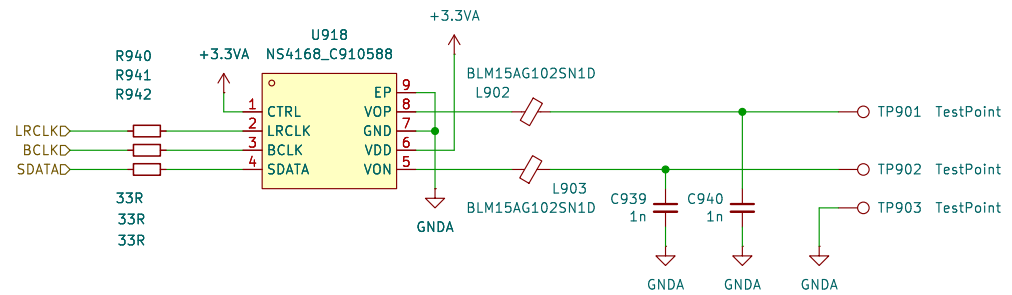 +3.3VA
U918
NS4168_C910588
R940
R941
R942
+3.3VA
BLM15AG102SN1D
L902
1 CTRL EP 9
2 LRCLK VOP 8
3 BCLK GND 7
4 SDATA VDD 6
VON 5
LRCLK
BCLK
SDATA
TP901 TestPoint
TP902 TestPoint
TP903 TestPoint
L903
BLM15AG102SN1D
33R
33R
33R
C939
1n
C940
1n
GNDA
GNDA
GNDA
GNDA